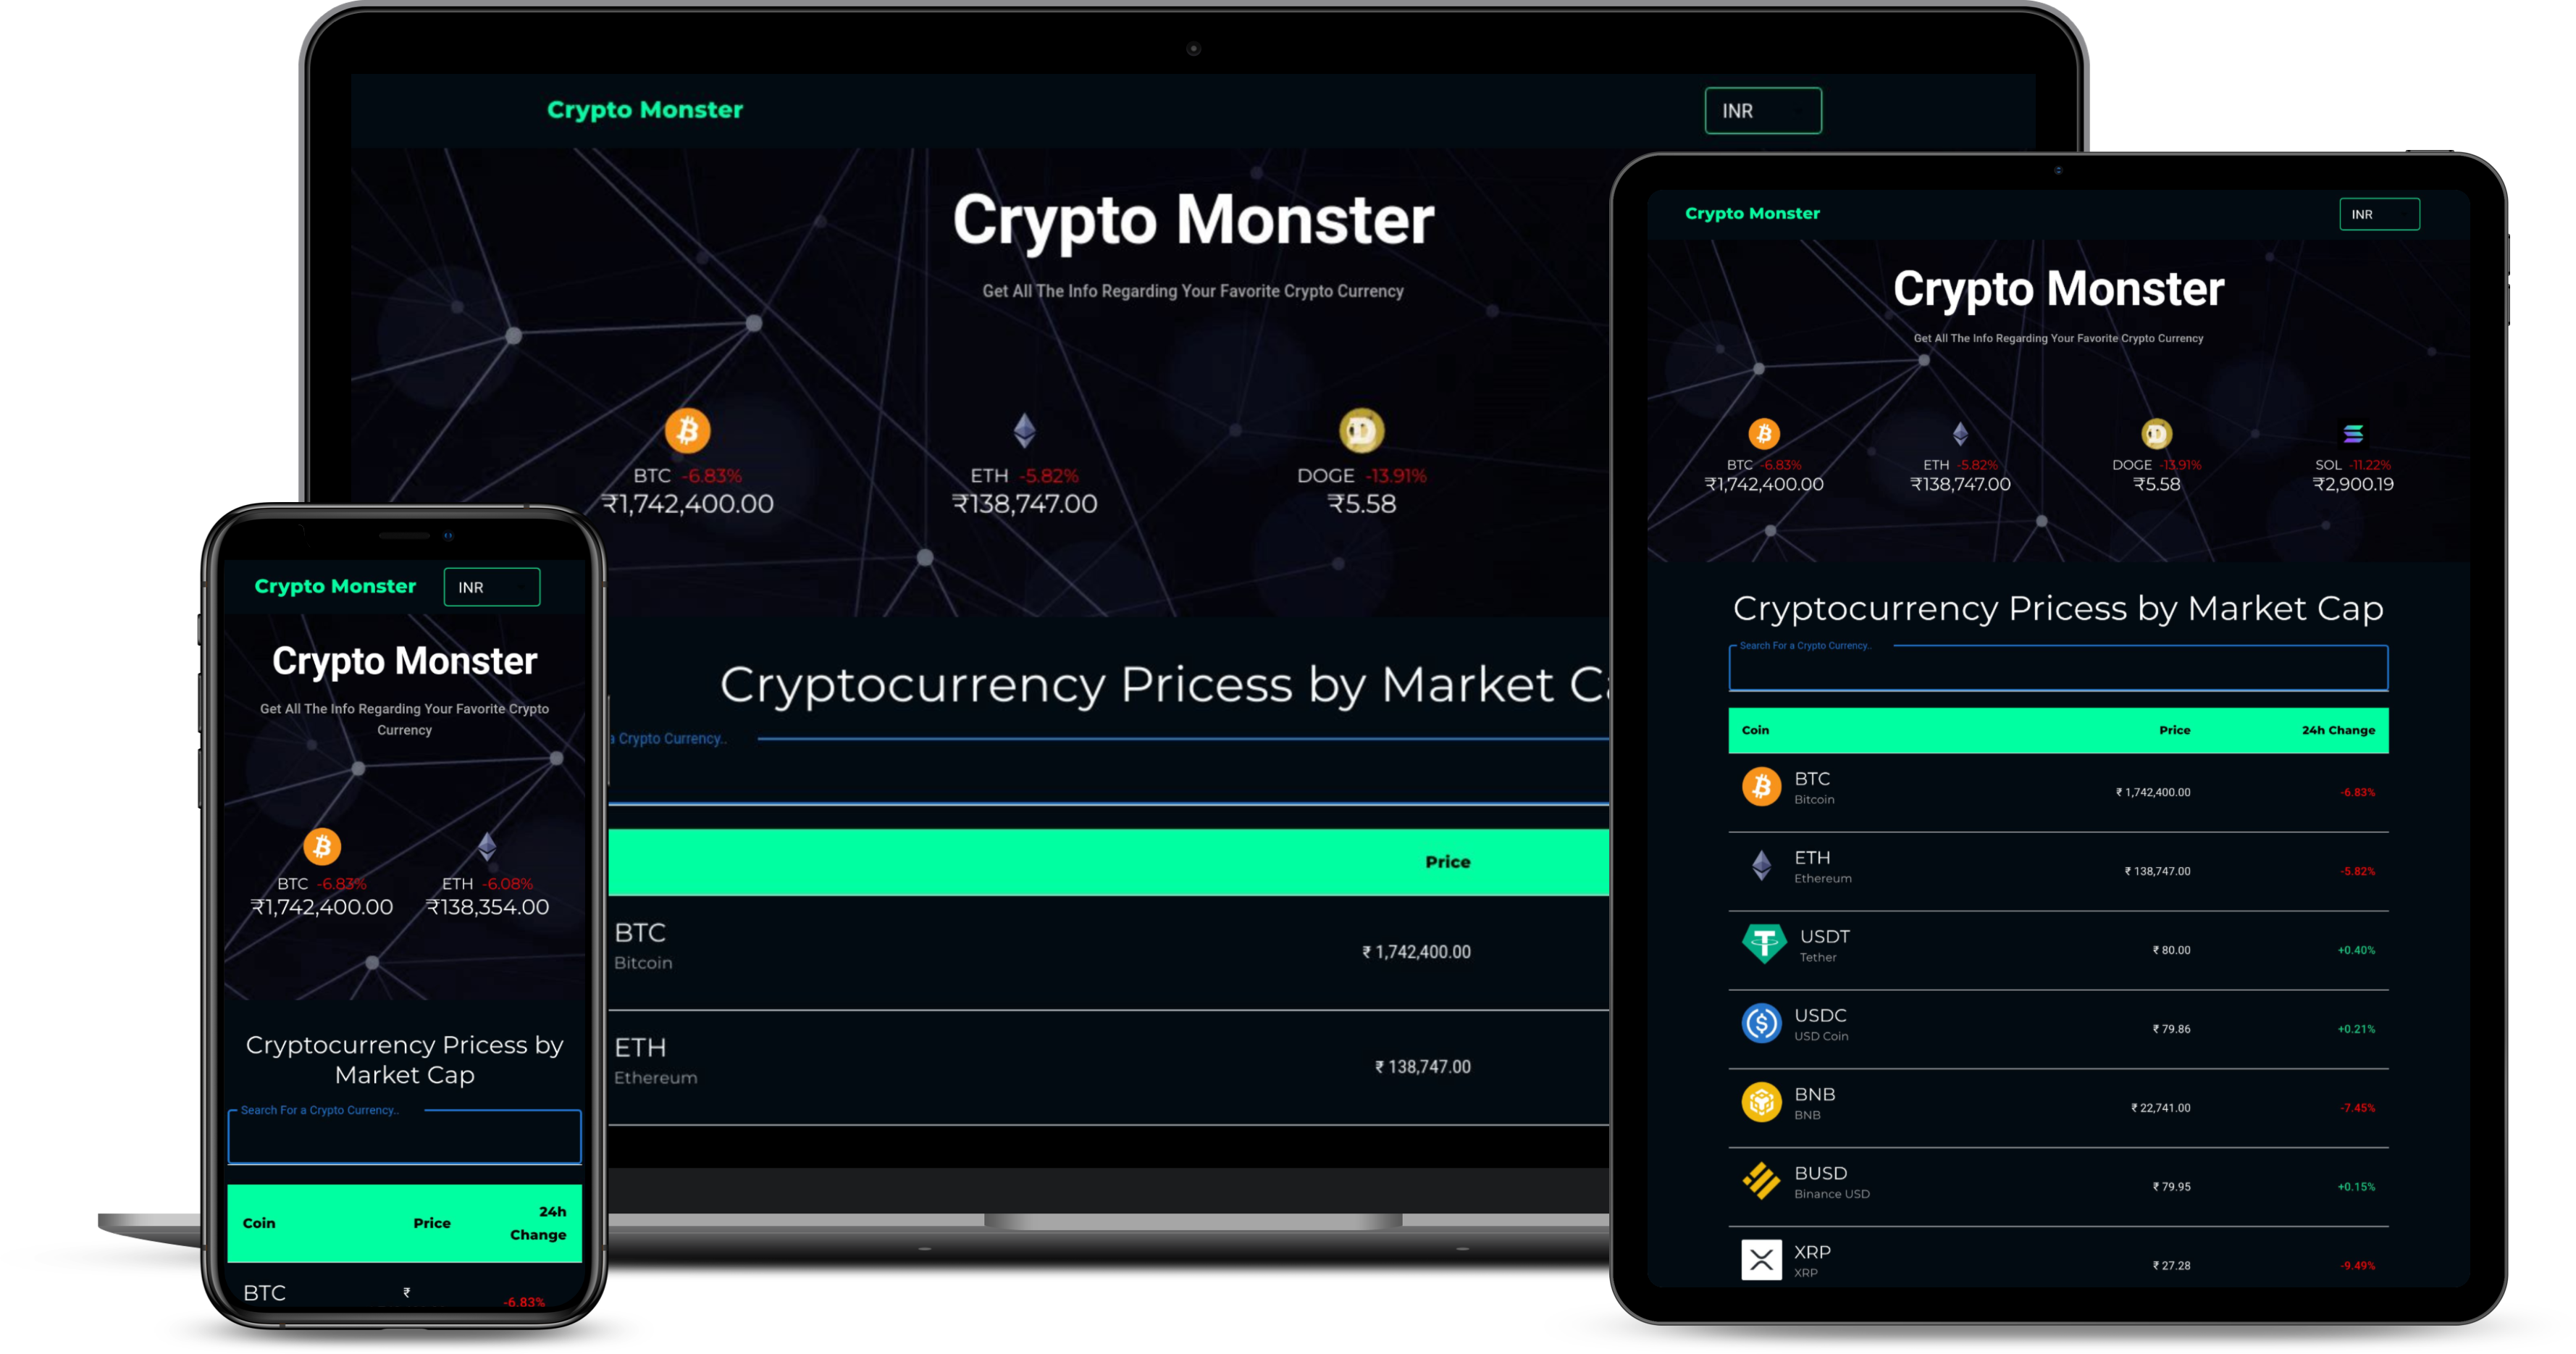 Crypto Monster
INR
Crypto Monster
Get All The Info Regarding Your Favorite Crypto Currency
BTC -6.83%
₹1,742,400.00
ETH -5.82%
₹138,747.00
DOGE -13.91%
₹5.58
Cryptocurrency Pricess by Market
Crypto Currency..
Price
BTC
Bitcoin
₹ 1,742,400.00
ETH
Ethereum
₹ 138,747.00
Crypto Monster
INR
Crypto Monster
Get All The Info Regarding Your Favorite Crypto
Currency
BTC -6.83%
₹1,742,400.00
ETH -6.08%
₹138,354.00
Cryptocurrency Pricess by
Market Cap
Search For a Crypto Currency..
Coin
Price
24h
Change
BTC
₹
-6.83%
Crypto Monster
INR
Crypto Monster
Get All The Info Regarding Your Favorite Crypto Currency
BTC -6.83%
₹1,742,400.00
ETH -5.82%
₹138,747.00
DOGE -13.91%
₹5.58
SOL -11.22%
₹2,900.19
Cryptocurrency Pricess by Market Cap
Search For a Crypto Currency..
Coin Price 24h Change
BTC
Bitcoin
₹ 1,742,400.00
-6.83%
ETH
Ethereum
₹ 138,747.00
-5.82%
USDT
Tether
₹ 80.00
+0.40%
USDC
USD Coin
₹ 79.86
+0.21%
BNB
BNB
₹ 22,741.00
-7.45%
BUSD
Binance USD
₹ 79.95
+0.15%
XRP
XRP
₹ 27.28
-9.49%